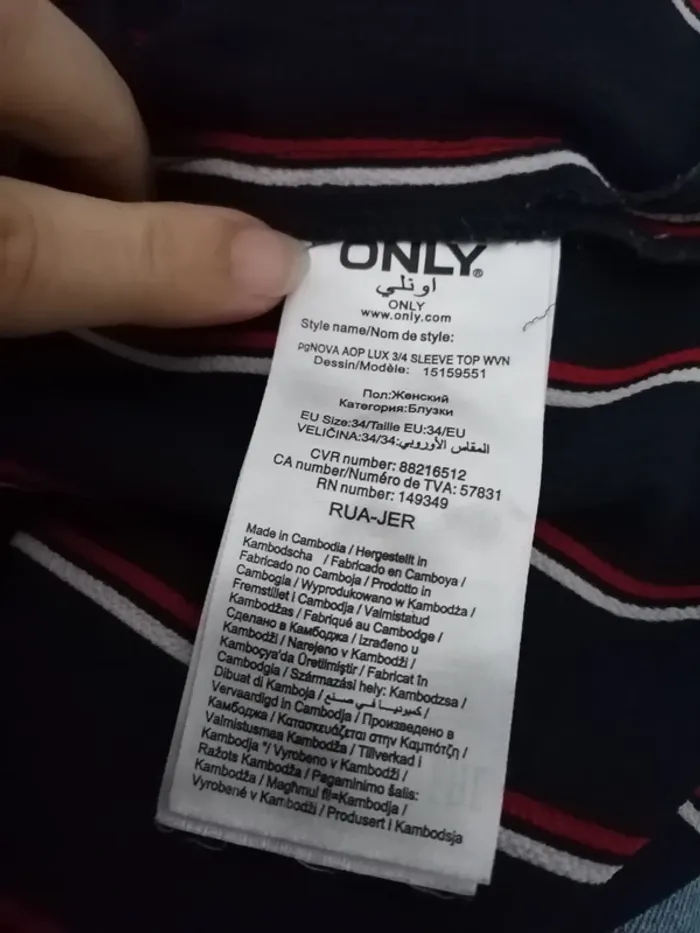 ONLY®
اونلي
ONLY
www.only.com
Style name/Nom de style:
pgNOVA AOP LUX 3/4 SLEEVE TOP WVN
Dessin/Modèle: 15159551
Пол:Женский
Категория:Блузки
EU Size:34/Taille EU:34/EU
VELIČINA:34/34:المقاس الأوروبي
CVR number: 88216512
CA number/Numéro de TVA: 57831
RN number: 149349
RUA-JER
Made in Cambodia / Hergestellt in
Kambodscha / Fabricado en Camboya /
Fabricado no Camboja / Prodotto in
Cambogia / Wyprodukowano w Kambodża /
Fremstillet i Cambodja / Valmistatud
Kambodžas / Fabriqué au Cambodge /
Сделано в Камбоджа / izrađeno u
Kambodži / Narejeno v Kambodži /
Kamboçya'da Üretilmiştir / Fabricat în
Cambodgia / Származási hely: Kambodzsa /
Dibuat di Kamboja / كمبوديا في صنع /
Vervaardigd in Cambodja / Произведено в
Камбоджа / Κατασκευάζεται στην Καμπότζη /
Valmistusmaa Kambodža / Tillverkad i
Kambodja */ Vyrobeno v Kambodži /
Ražots Kambodža / Pagaminimo šalis:
Kambodža / Magħmul fil=Kambodja /
Vyrobené v Kambodži / Produsert i Kambodsja